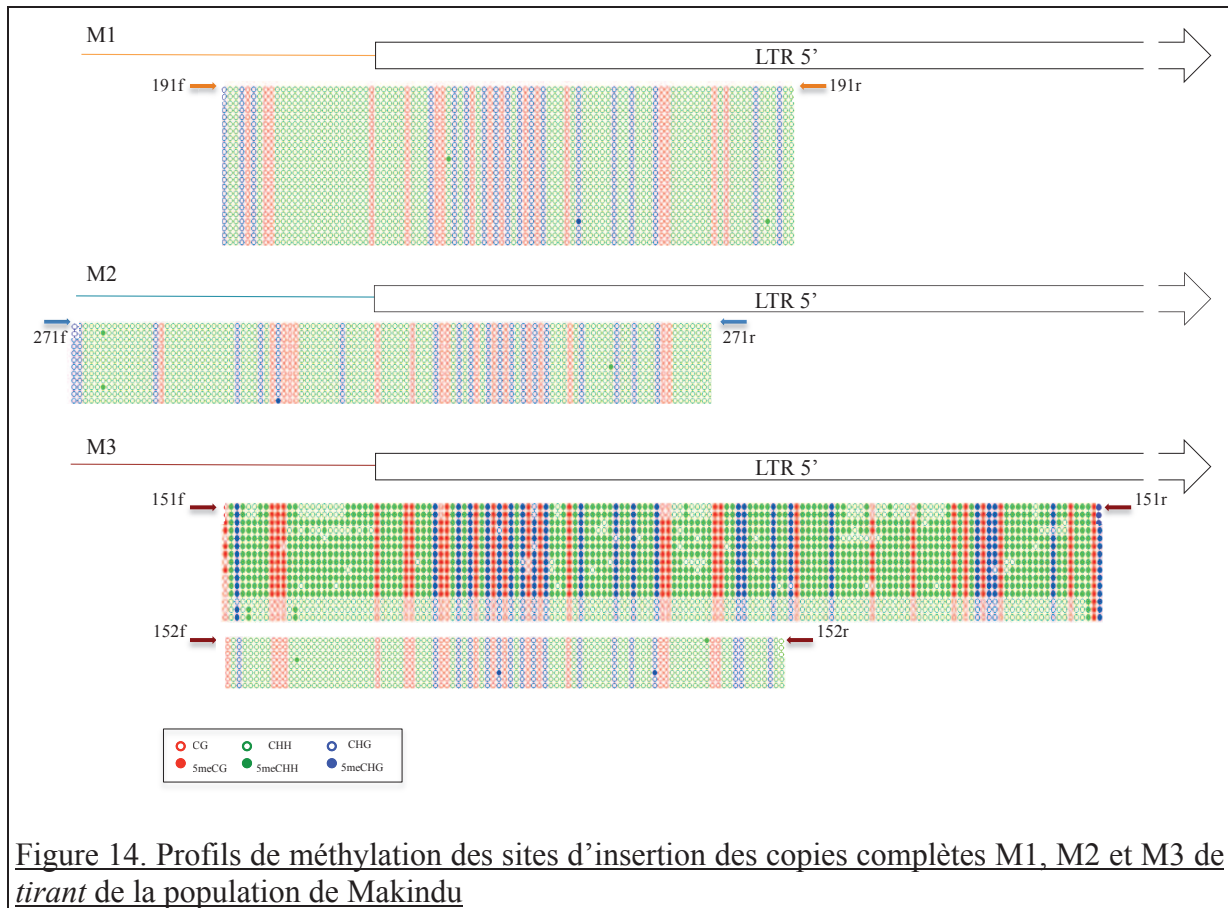 M1
LTR 5’
191f
191r
M2
LTR 5’
271f
271r
M3
LTR 5’
151f
151r
152f
152r
CG CHH CHG
5meCG 5meCHH 5meCHG
Figure 14. Profils de méthylation des sites d’insertion des copies complètes M1, M2 et M3 de
tirant de la population de Makindu